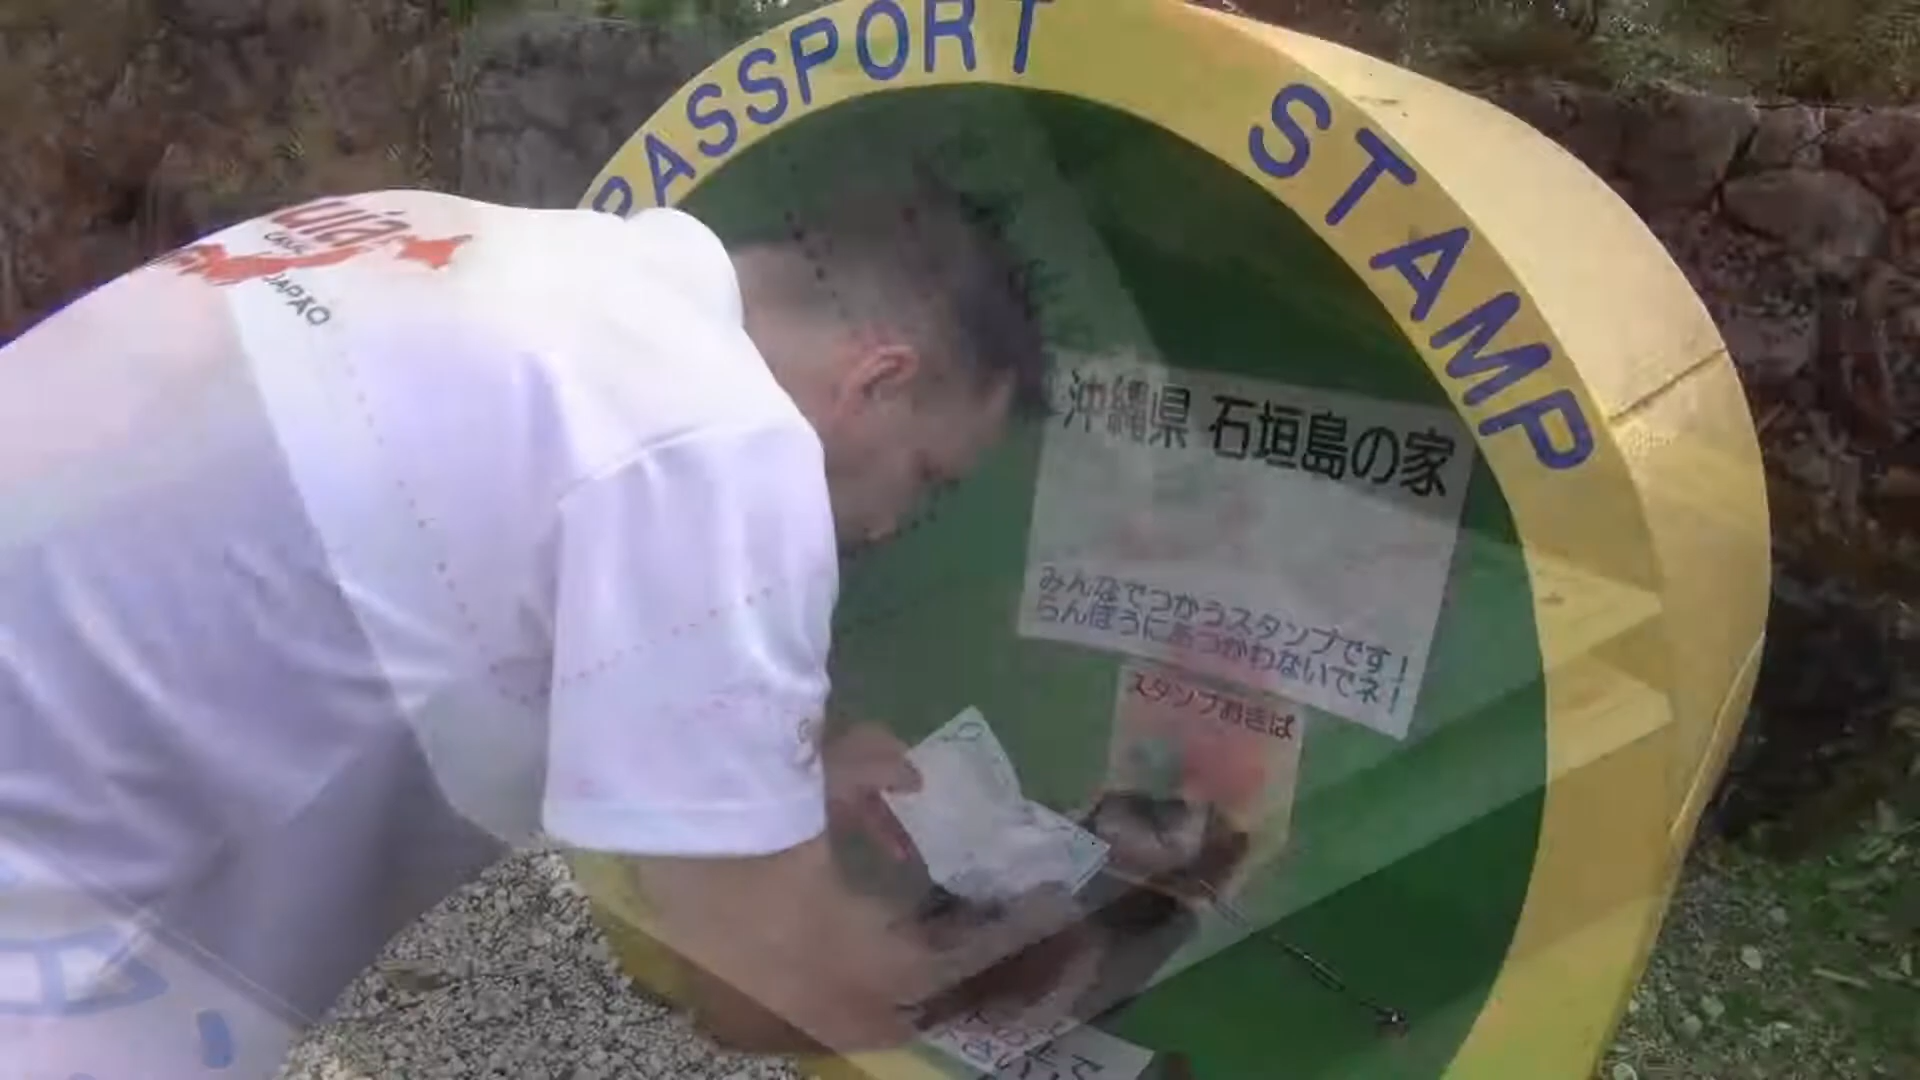 PASSPORT STAMP
JAPÃO
沖縄県 石垣島の家
みんなでつかうスタンプです！
らんぼうにあつかわないでネ！
スタンプおきば